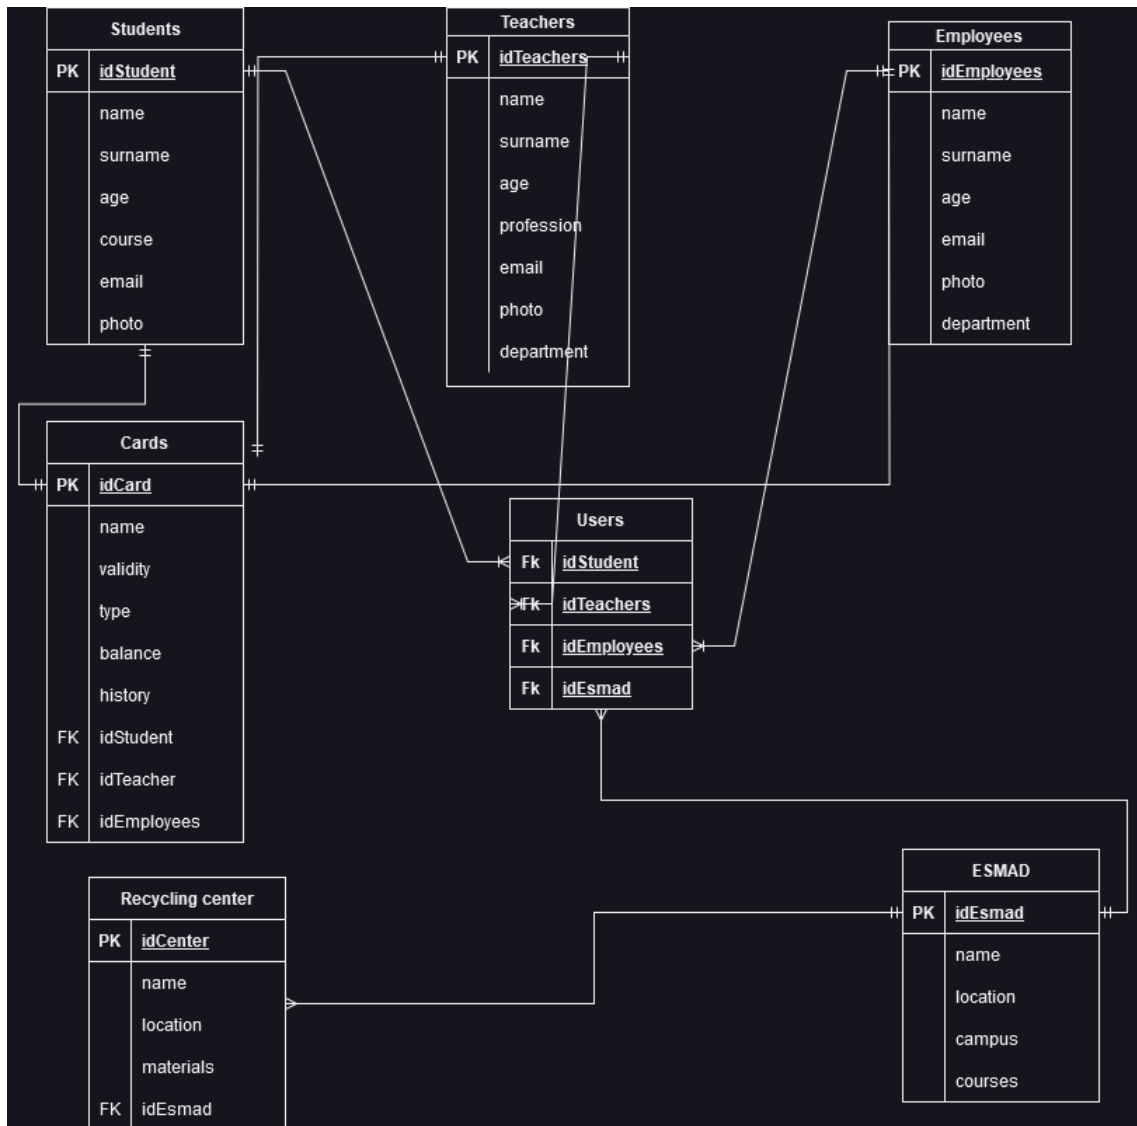 Students
PK idStudent
name
surname
age
course
email
photo
Teachers
PK idTeachers
name
surname
age
profession
email
photo
department
Employees
PK idEmployees
name
surname
age
email
photo
department
Cards
PK idCard
name
validity
type
balance
history
FK idStudent
FK idTeacher
FK idEmployees
Users
Fk idStudent
Fk idTeachers
Fk idEmployees
Fk idEsmad
Recycling center
PK idCenter
name
location
materials
FK idEsmad
ESMAD
PK idEsmad
name
location
campus
courses